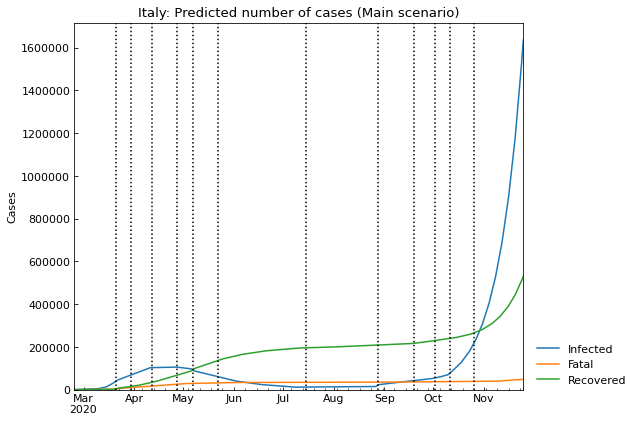 Italy: Predicted number of cases (Main scenario)
1600000
1400000
1200000
1000000
800000
600000
400000
200000
0
Cases
Mar
2020
Apr
May
Jun
Jul
Aug
Sep
Oct
Nov
Infected
Fatal
Recovered